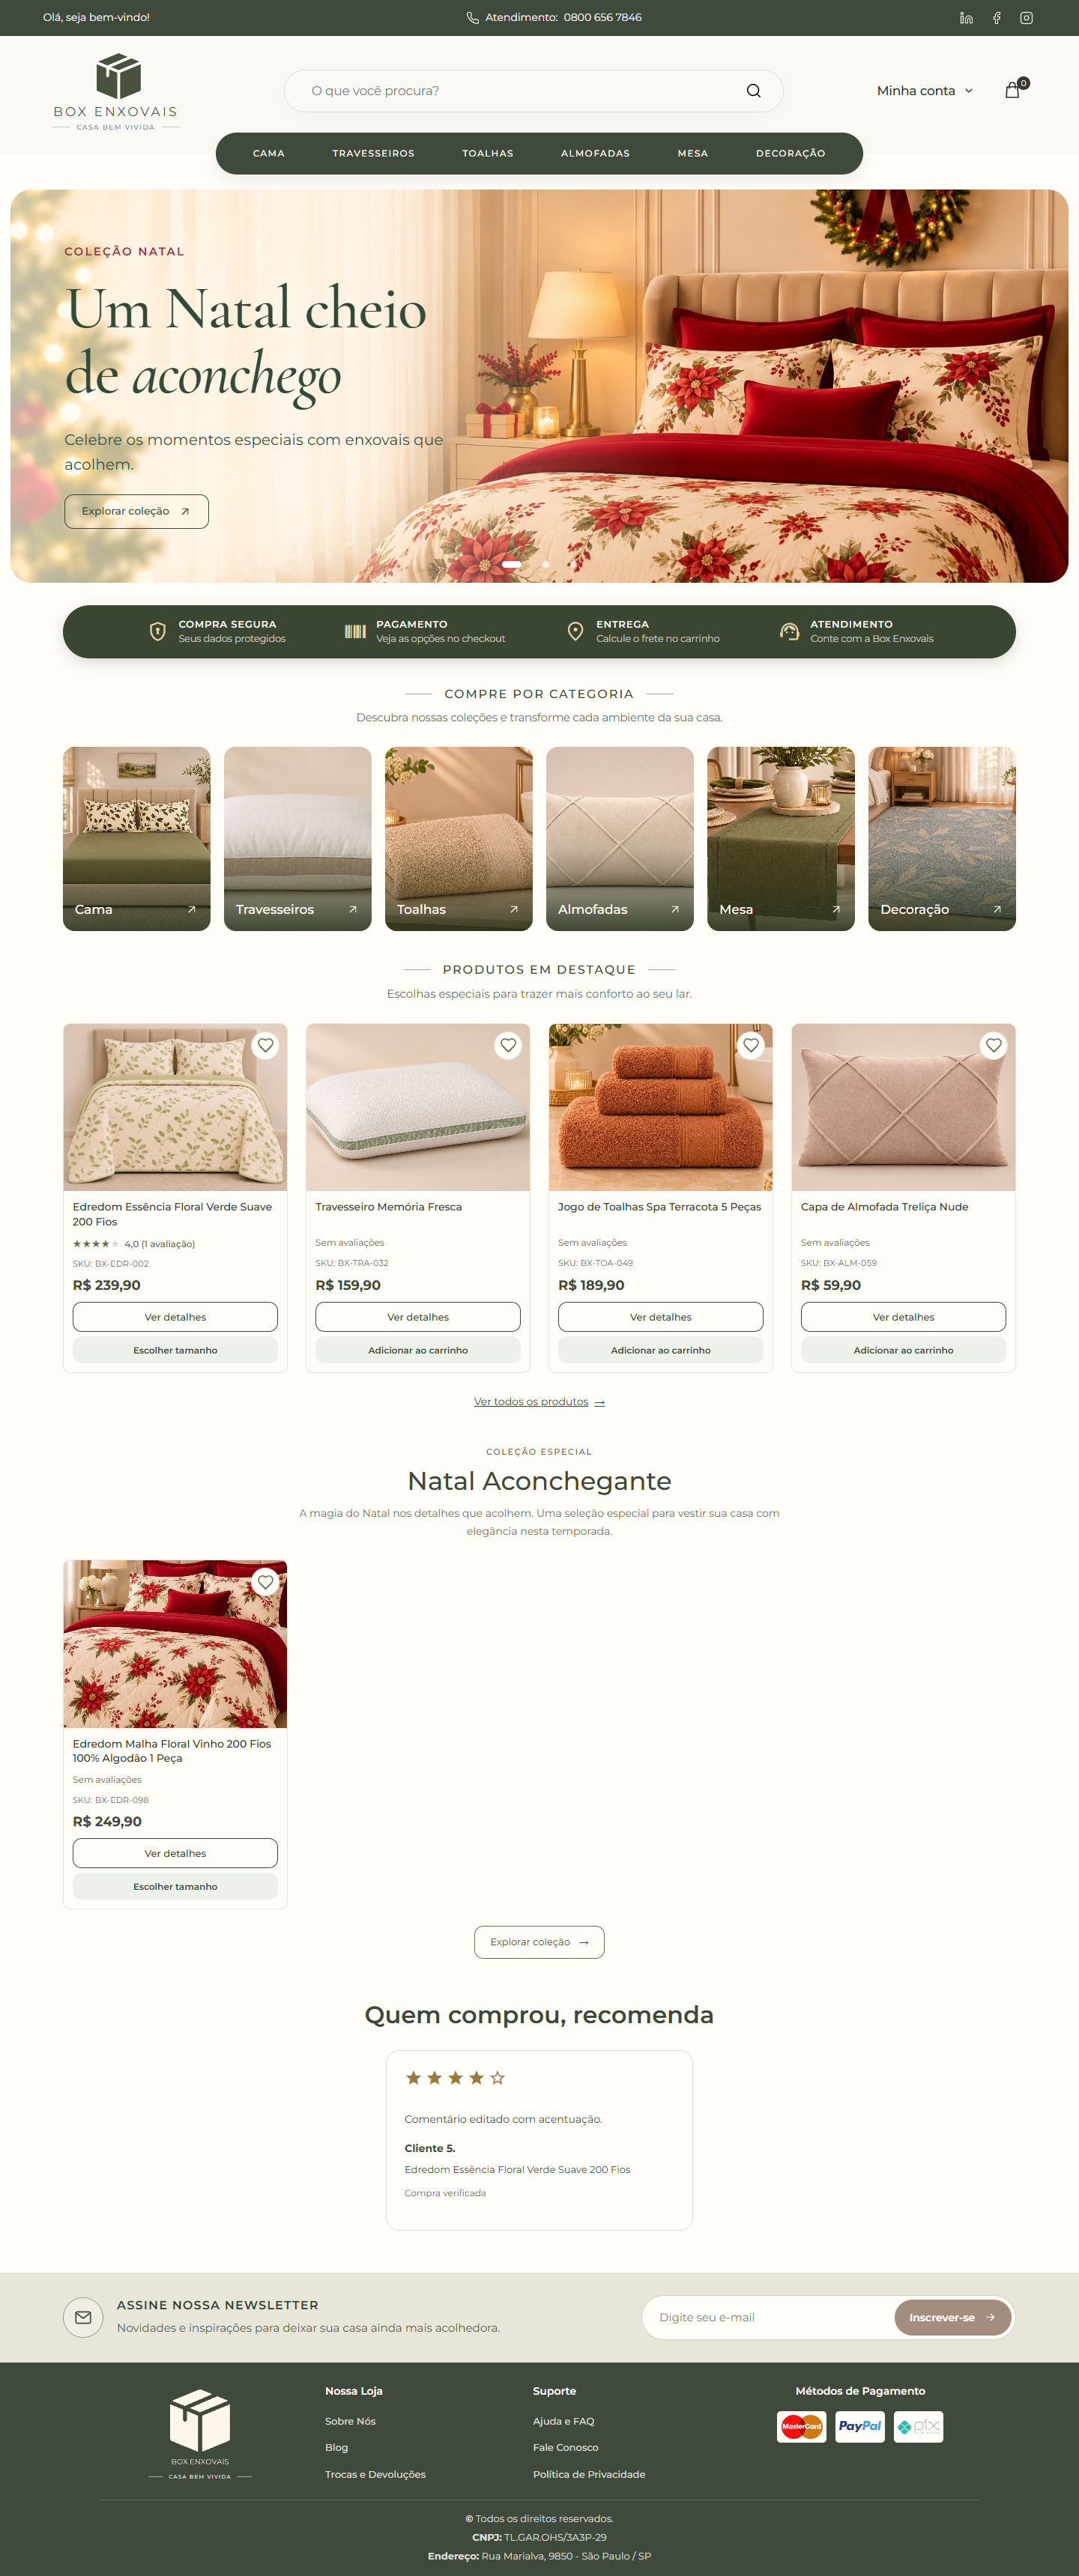 Olá, seja bem-vindo!
Atendimento: 0800 656 7846
BOX ENXOVAIS
CASA BEM VIVIDA
O que você procura?
Minha conta
0
CAMA
TRAVESSEIROS
TOALHAS
ALMOFADAS
MESA
DECORAÇÃO
COLEÇÃO NATAL
Um Natal cheio
de aconchego
Celebre os momentos especiais com enxovais que
acolhem.
Explorar coleção
COMPRA SEGURA
Seus dados protegidos
PAGAMENTO
Veja as opções no checkout
ENTREGA
Calcule o frete no carrinho
ATENDIMENTO
Conte com a Box Enxovais
COMPRE POR CATEGORIA
Descubra nossas coleções e transforme cada ambiente da sua casa.
Cama
Travesseiros
Toalhas
Almofadas
Mesa
Decoração
PRODUTOS EM DESTAQUE
Escolhas especiais para trazer mais conforto ao seu lar.
Edredom Essência Floral Verde Suave
200 Fios
★★★★★ 4,0 (1 avaliação)
SKU: BX-EDR-002
R$ 239,90
Ver detalhes
Escolher tamanho
Travesseiro Memória Fresca
Sem avaliações
SKU: BX-TRA-032
R$ 159,90
Ver detalhes
Adicionar ao carrinho
Jogo de Toalhas Spa Terracota 5 Peças
Sem avaliações
SKU: BX-TOA-049
R$ 189,90
Ver detalhes
Adicionar ao carrinho
Capa de Almofada Treliça Nude
Sem avaliações
SKU: BX-ALM-059
R$ 59,90
Ver detalhes
Adicionar ao carrinho
Ver todos os produtos →
COLEÇÃO ESPECIAL
Natal Aconchegante
A magia do Natal nos detalhes que acolhem. Uma seleção especial para vestir sua casa com
elegância nesta temporada.
Edredom Malha Floral Vinho 200 Fios
100% Algodão 1 Peça
Sem avaliações
SKU: BX-EDR-098
R$ 249,90
Ver detalhes
Escolher tamanho
Explorar coleção →
Quem comprou, recomenda
Comentário editado com acentuação.
Cliente 5.
Edredom Essência Floral Verde Suave 200 Fios
Compra verificada
ASSINE NOSSA NEWSLETTER
Novidades e inspirações para deixar sua casa ainda mais acolhedora.
Digite seu e-mail
Inscrever-se →
BOX ENXOVAIS
CASA BEM VIVIDA
Nossa Loja
Sobre Nós
Blog
Trocas e Devoluções
Suporte
Ajuda e FAQ
Fale Conosco
Política de Privacidade
Métodos de Pagamento
MasterCard
PayPal
pix
© Todos os direitos reservados.
CNPJ: TL.GAR.OHS/3A3P-29
Endereço: Rua Marialva, 9850 - São Paulo / SP